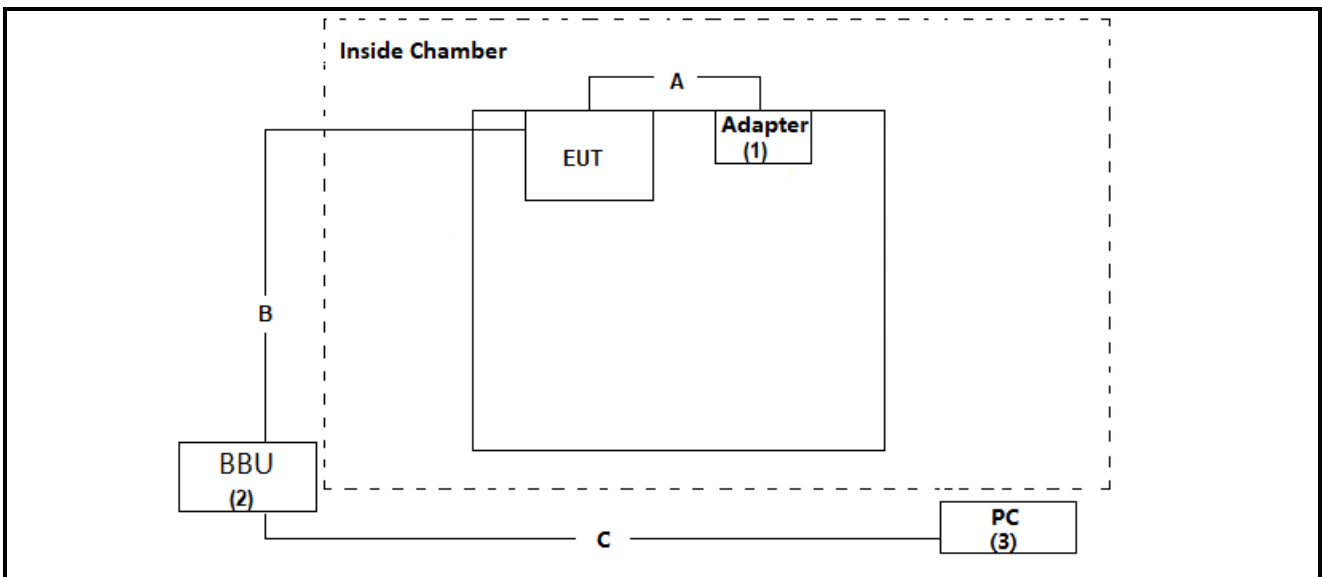 Inside Chamber
A
EUT
Adapter
(1)
B
BBU
(2)
C
PC
(3)